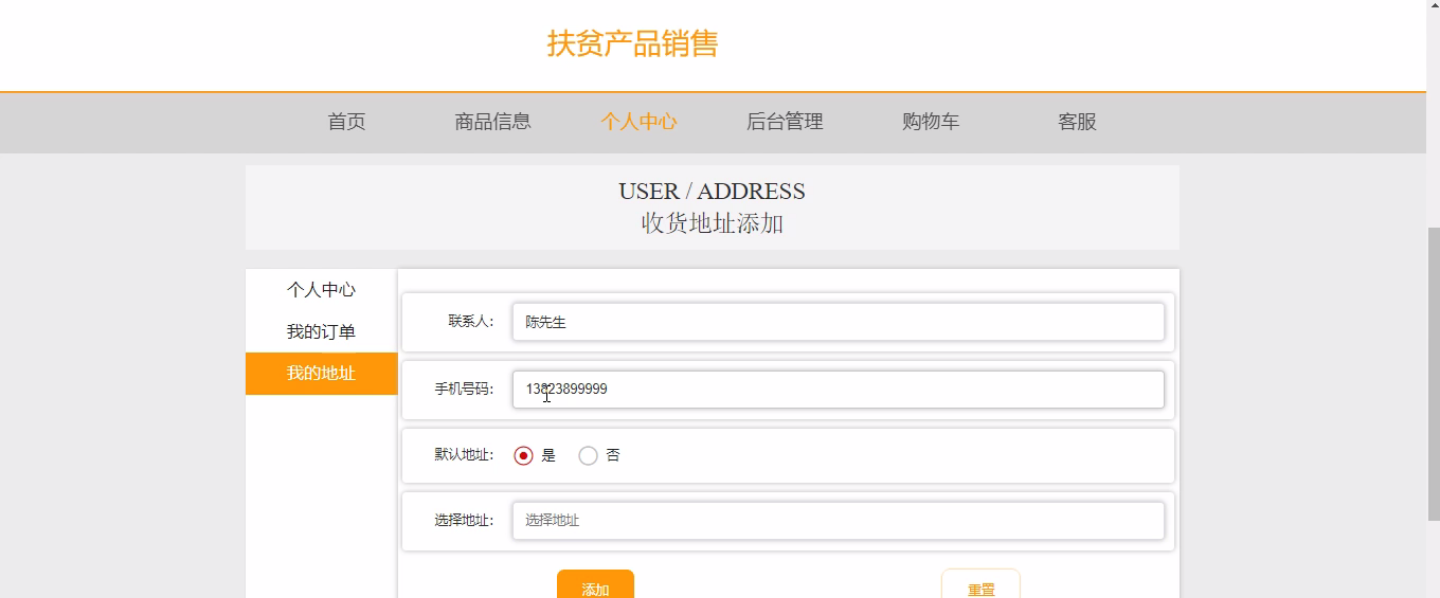 扶贫产品销售
首页 商品信息 个人中心 后台管理 购物车 客服
USER / ADDRESS
收货地址添加
个人中心
我的订单
我的地址
联系人: 陈先生
手机号码: 13823899999
默认地址: 是 否
选择地址: 选择地址
添加 重置